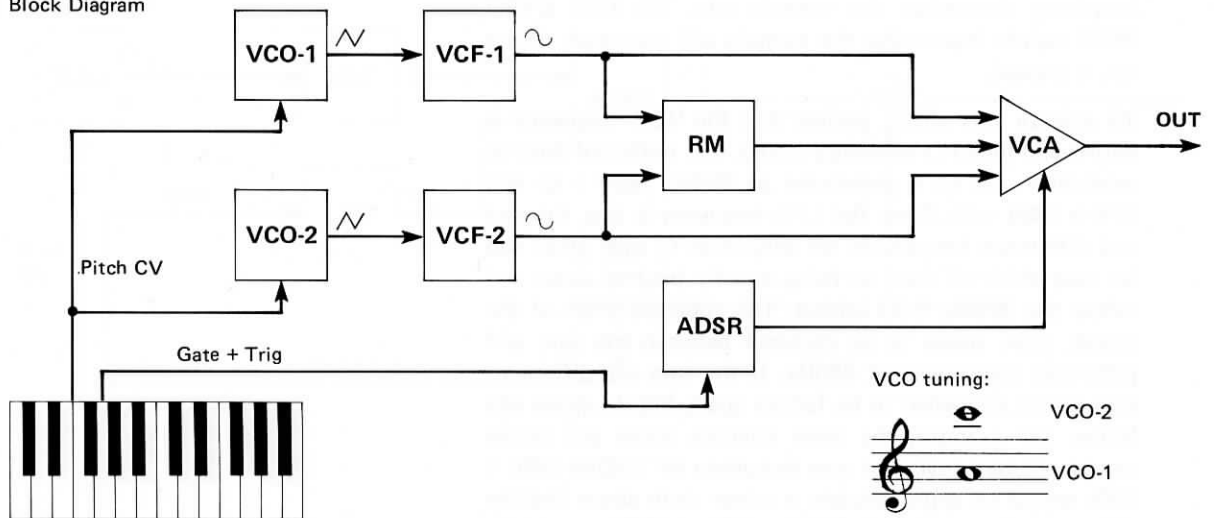 Block Diagram
VCO-1
VCF-1
RM
VCA
OUT
VCO-2
VCF-2
.Pitch CV
ADSR
Gate + Trig
VCO tuning:
VCO-2
VCO-1